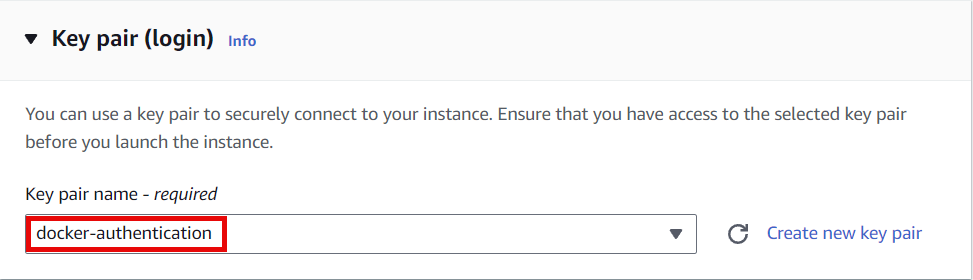 Key pair (login) Info
You can use a key pair to securely connect to your instance. Ensure that you have access to the selected key pair
before you launch the instance.
Key pair name - required
docker-authentication
Create new key pair